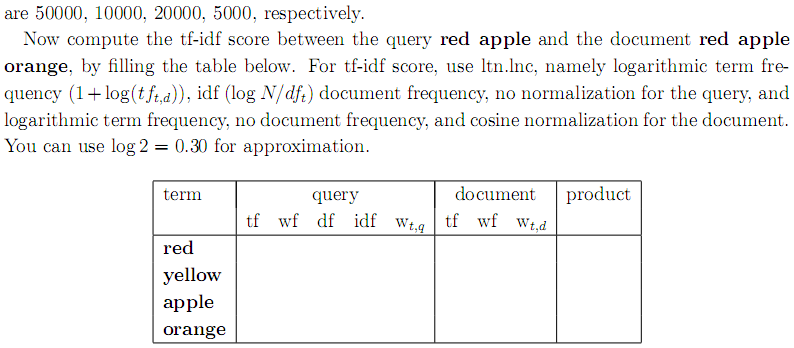 are 50000, 10000, 20000, 5000, respectively.
Now compute the tf-idf score between the query red apple and the document red apple
orange, by filling the table below. For tf-idf score, use ltn.lnc, namely logarithmic term fre-
quency (1+log(tf_{t,d})), idf (log N/df_t) document frequency, no normalization for the query, and
logarithmic term frequency, no document frequency, and cosine normalization for the document.
You can use log 2 = 0.30 for approximation.
term query document product
tf wf df idf w_{t,q} tf wf w_{t,d}
red
yellow
apple
orange